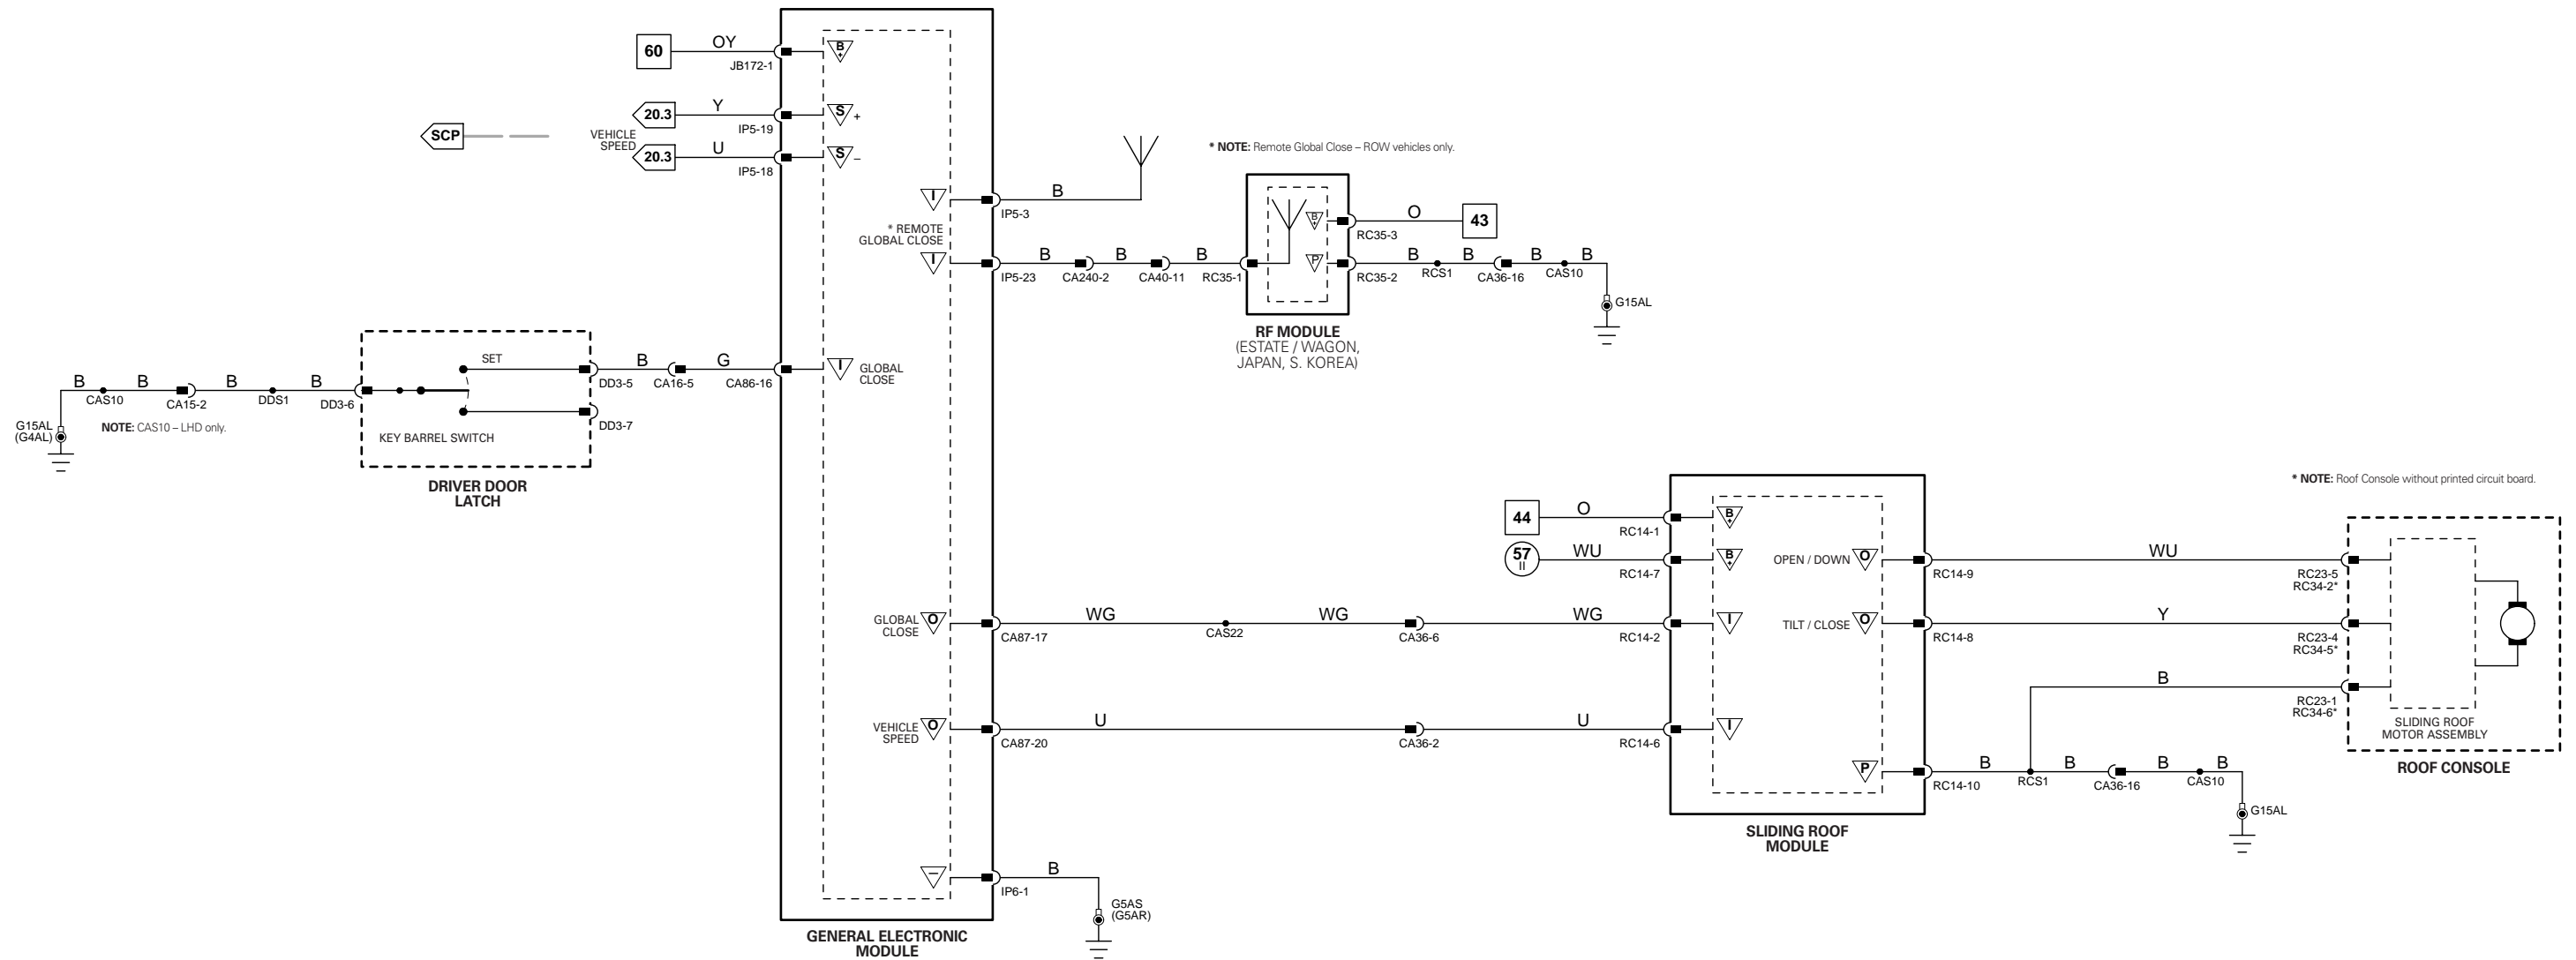 60
OY
JB172-1
B
+
20.3
Y
IP5-19
S
+
SCP
VEHICLE
SPEED
20.3
U
IP5-18
S
–
I
IP5-3
B
* REMOTE
GLOBAL CLOSE
I
IP5-23
B
CA240-2
B
CA40-11
B
RC35-1
* NOTE: Remote Global Close – ROW vehicles only.
B
+
RC35-3
O
43
P
RC35-2
B
RCS1
B
CA36-16
B
CAS10
B
G15AL
RF MODULE
(ESTATE / WAGON,
JAPAN, S. KOREA)
B
CAS10
B
CA15-2
B
DDS1
B
DD3-6
G15AL
(G4AL)
NOTE: CAS10 – LHD only.
SET
KEY BARREL SWITCH
DD3-5
DD3-7
DRIVER DOOR
LATCH
B
CA16-5
G
CA86-16
I
GLOBAL
CLOSE
GLOBAL
CLOSE
O
CA87-17
WG
CAS22
WG
CA36-6
WG
RC14-2
I
VEHICLE
SPEED
O
CA87-20
U
CA36-2
U
RC14-6
I
–
IP6-1
B
G5AS
(G5AR)
GENERAL ELECTRONIC
MODULE
44
O
RC14-1
B
+
57
II
WU
RC14-7
B
+
OPEN / DOWN
O
RC14-9
WU
RC23-5
RC34-2*
TILT / CLOSE
O
RC14-8
Y
RC23-4
RC34-5*
B
RC23-1
RC34-6*
P
RC14-10
B
RCS1
B
CA36-16
B
CAS10
B
G15AL
SLIDING ROOF
MODULE
* NOTE: Roof Console without printed circuit board.
SLIDING ROOF
MOTOR ASSEMBLY
ROOF CONSOLE